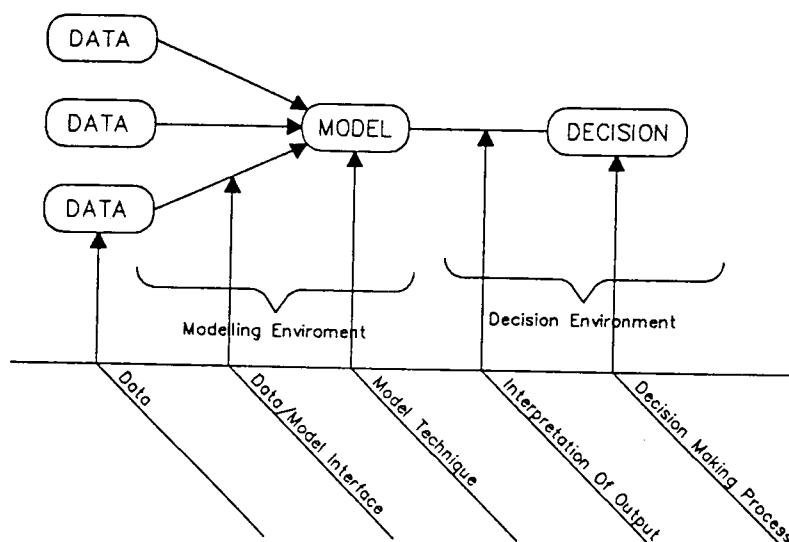 DATA
DATA
MODEL
DECISION
DATA
Modelling Enviroment
Decision Environment
Data
Data/Model Interface
Model Technique
Interpretation Of Output
Decision Making Process